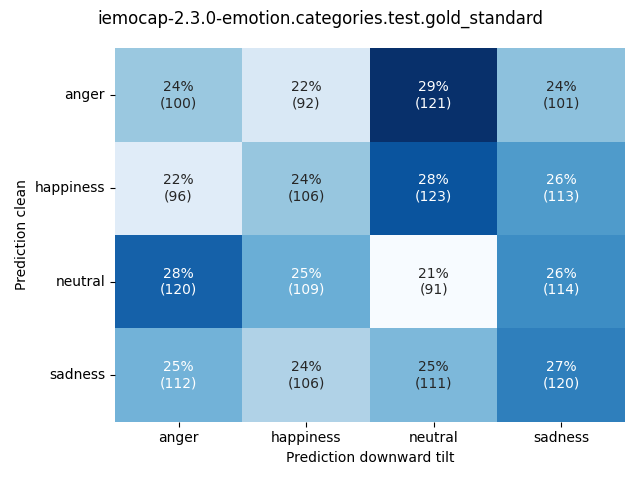 iemocap-2.3.0-emotion.categories.test.gold_standard
Prediction clean
anger
24%
(100)
22%
(92)
29%
(121)
24%
(101)
happiness
22%
(96)
24%
(106)
28%
(123)
26%
(113)
neutral
28%
(120)
25%
(109)
21%
(91)
26%
(114)
sadness
25%
(112)
24%
(106)
25%
(111)
27%
(120)
anger
happiness
neutral
sadness
Prediction downward tilt